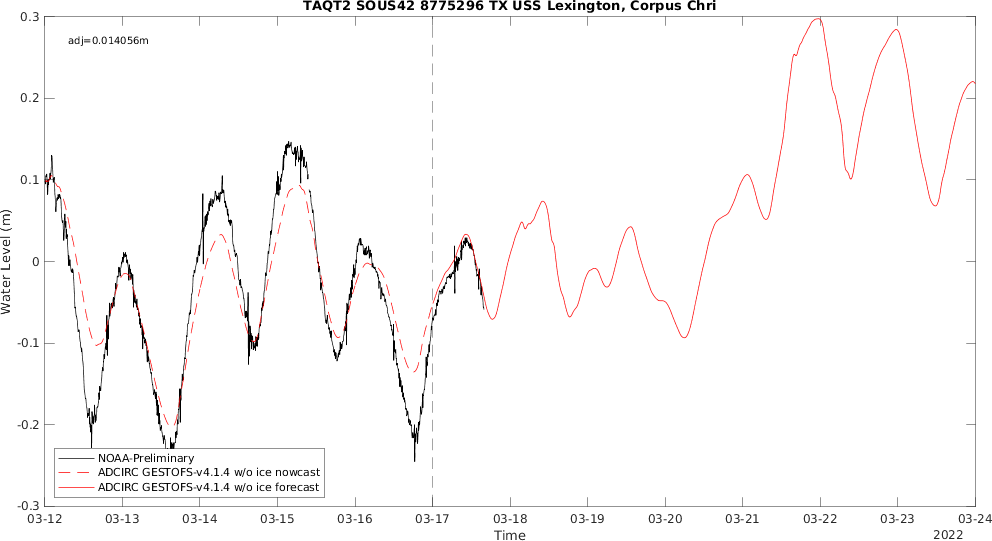 TAQT2 SOUS42 8775296 TX USS Lexington, Corpus Chri
adj=0.014056m
0.3
0.2
0.1
0
-0.1
-0.2
-0.3
Water Level (m)
NOAA-Preliminary
ADCIRC GESTOFS-v4.1.4 w/o ice nowcast
ADCIRC GESTOFS-v4.1.4 w/o ice forecast
03-12 03-13 03-14 03-15 03-16 03-17 03-18 03-19 03-20 03-21 03-22 03-23 03-24
Time
2022